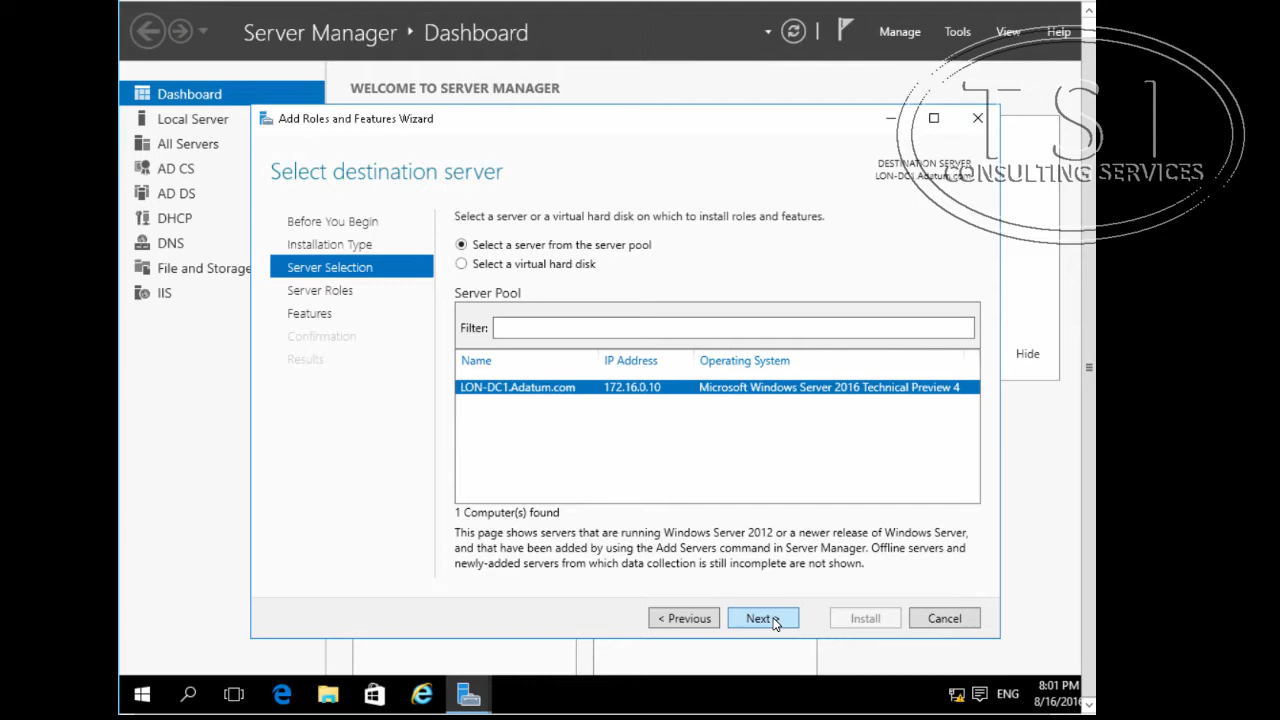 Server Manager ‣ Dashboard
Manage Tools View Help
Dashboard
Local Server
All Servers
AD CS
AD DS
DHCP
DNS
File and Storage
IIS
WELCOME TO SERVER MANAGER
Add Roles and Features Wizard
Select destination server
DESTINATION SERVER
LON-DC1.Adatum.com
TSI
CONSULTING SERVICES
Before You Begin
Installation Type
Server Selection
Server Roles
Features
Confirmation
Results
Select a server or a virtual hard disk on which to install roles and features.
Select a server from the server pool
Select a virtual hard disk
Server Pool
Filter:
Name IP Address Operating System
LON-DC1.Adatum.com 172.16.0.10 Microsoft Windows Server 2016 Technical Preview 4
1 Computer(s) found
This page shows servers that are running Windows Server 2012 or a newer release of Windows Server,
and that have been added by using the Add Servers command in Server Manager. Offline servers and
newly-added servers from which data collection is still incomplete are not shown.
Hide
< Previous Next > Install Cancel
ENG
8:01 PM
8/16/2016